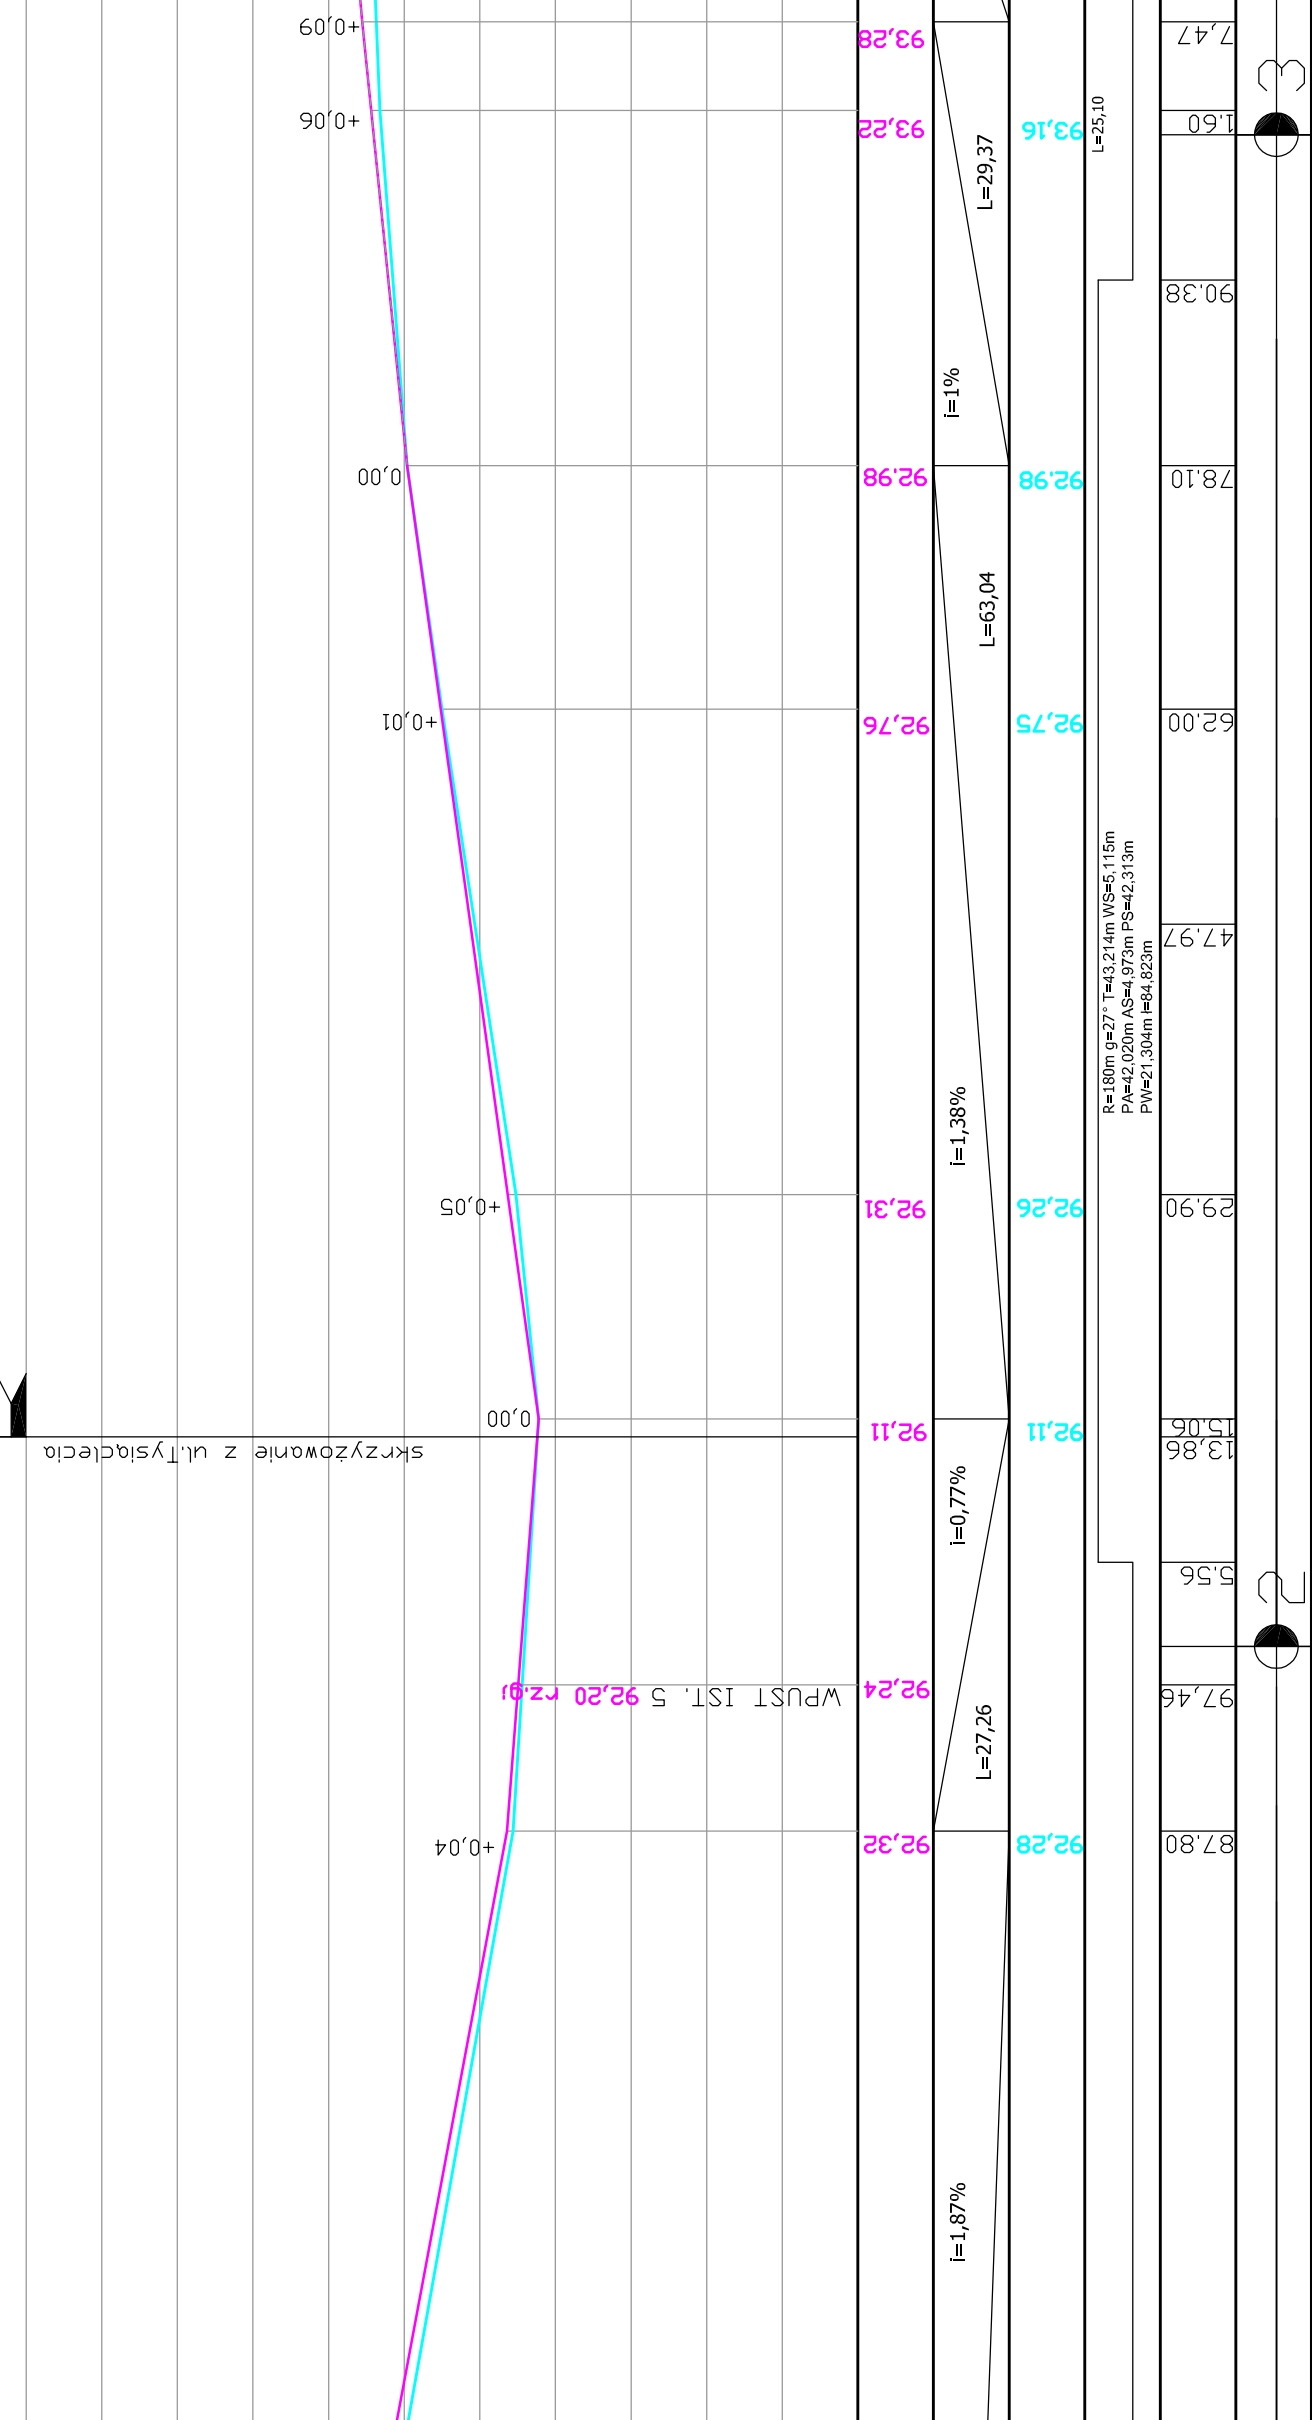 +0,09
93,28
7,47
3
+0,06
93,22
93,16
L=25,10
1.60
L=29,37
90.38
i=1%
0,00
92.98
92.98
78.10
L=63,04
+0,01
92,76
92,75
62.00
R=180m g=27° T=43,214m WS=5,115m
PA=42,020m AS=4,973m PS=42,313m
PW=21,304m ł=84,823m
47.97
i=1,38%
+0,05
92,31
92,26
29.90
0,00
92,11
92,11
15.06
skrzyżowanie z ul.Tysiąclecia
13,86
i=0,77%
5.56
2
WPUST IST. 5
92,20 rz.g
92,24
97,46
L=27,26
+0,04
92,32
92,28
87.80
i=1,87%